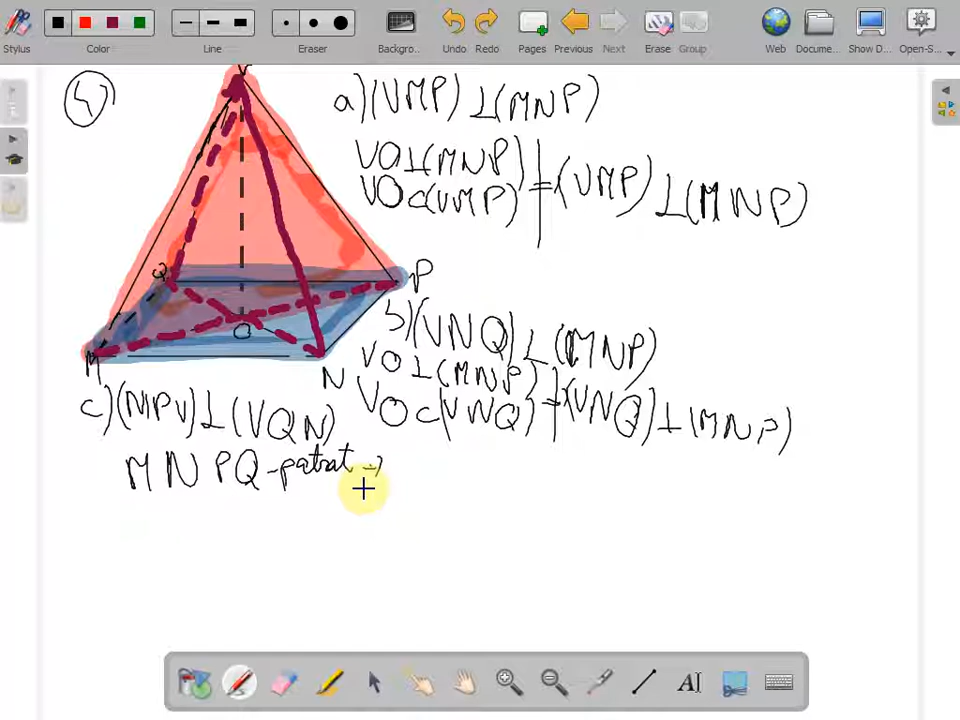 Stylus
Color
Line
Eraser
Backgro...
Undo
Redo
Pages
Previous
Next
Erase
Group
Web
Docume...
Show D...
Open-S...
4
V
a) (VMP) ⊥ (MNP)
VO ⊥ (MNP)
VO ⊂ (VMP) ⇒ (VMP) ⊥ (MNP)
Q
P
O
M
N
b) (VNQ) ⊥ (MNP)
VO ⊥ (MNP)
VO ⊂ (VNQ) ⇒ (VNQ) ⊥ (MNP)
c) (MPV) ⊥ (VQN)
MNPQ - patrat →